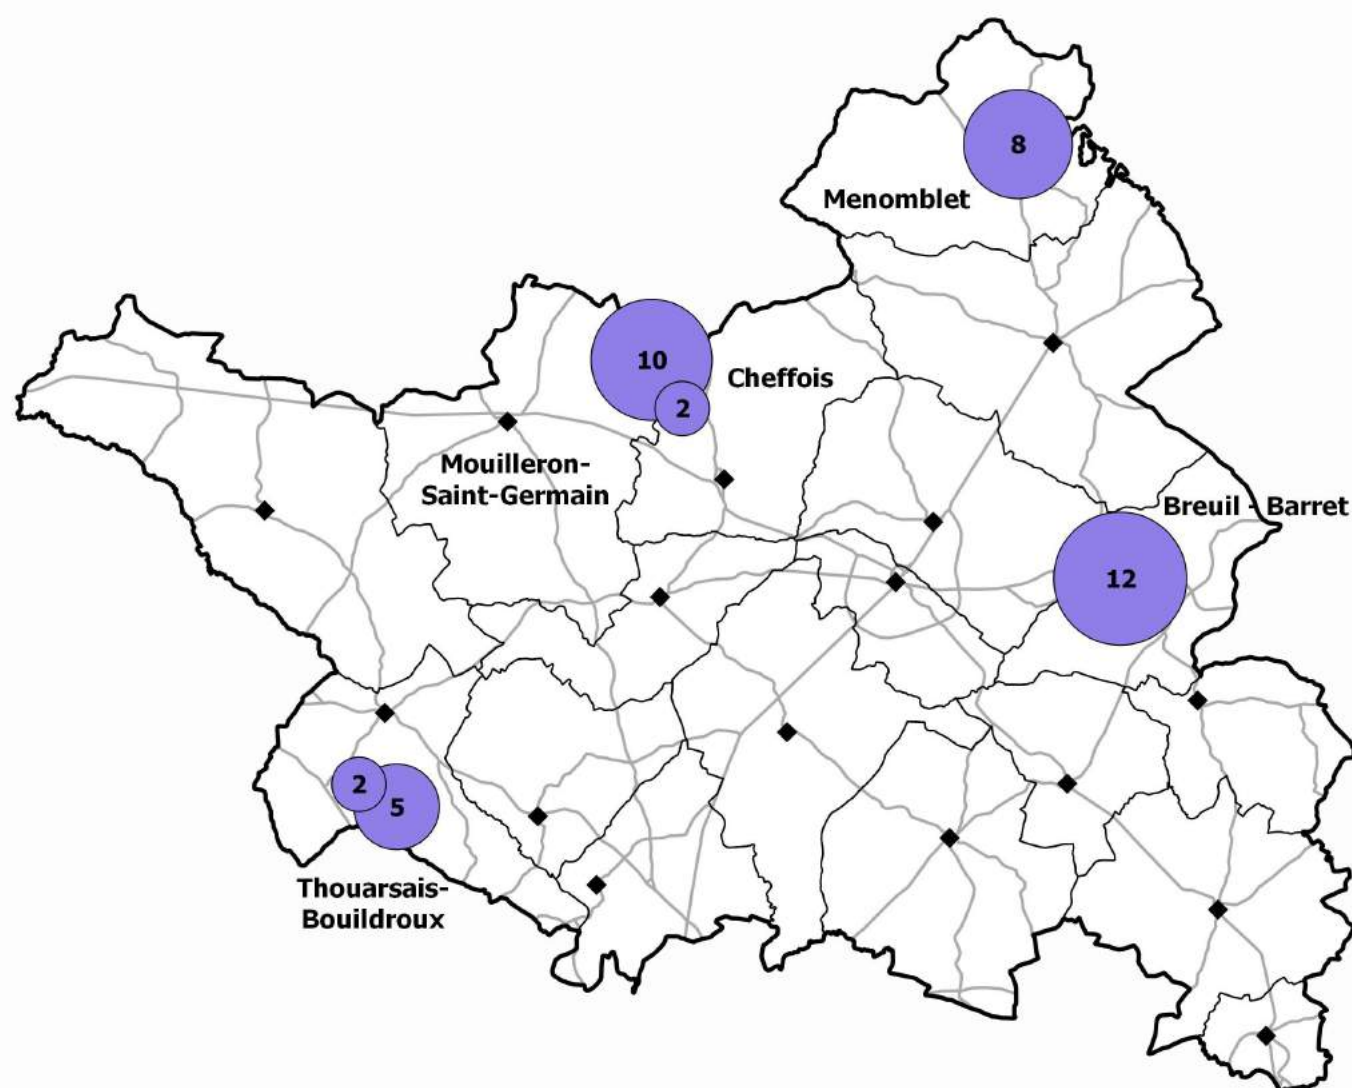 8
Menomblet
10
Cheffois
2
Mouilleron-
Saint-Germain
Breuil - Barret
12
2
5
Thouarsais-
Bouildroux